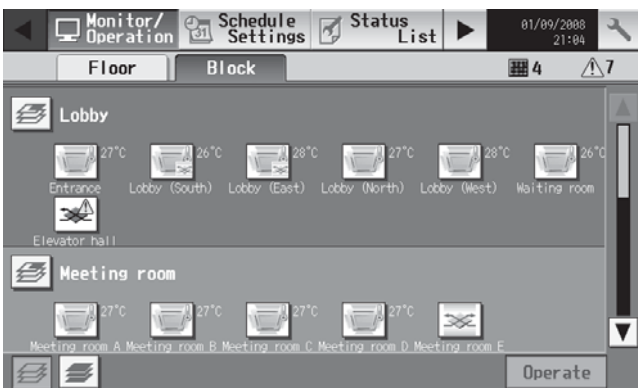 Monitor/
Operation
Schedule
Settings
Status
List
01/09/2008
21:04
31
Floor
Block
4
7
Lobby
27°C 26°C 28°C 27°C 28°C 26°C
Entrance Lobby (South) Lobby (East) Lobby (North) Lobby (West) Waiting room
Elevator hall
Meeting room
27°C 27°C 27°C 27°C
Meeting room A Meeting room B Meeting room C Meeting room D Meeting room E
Operate